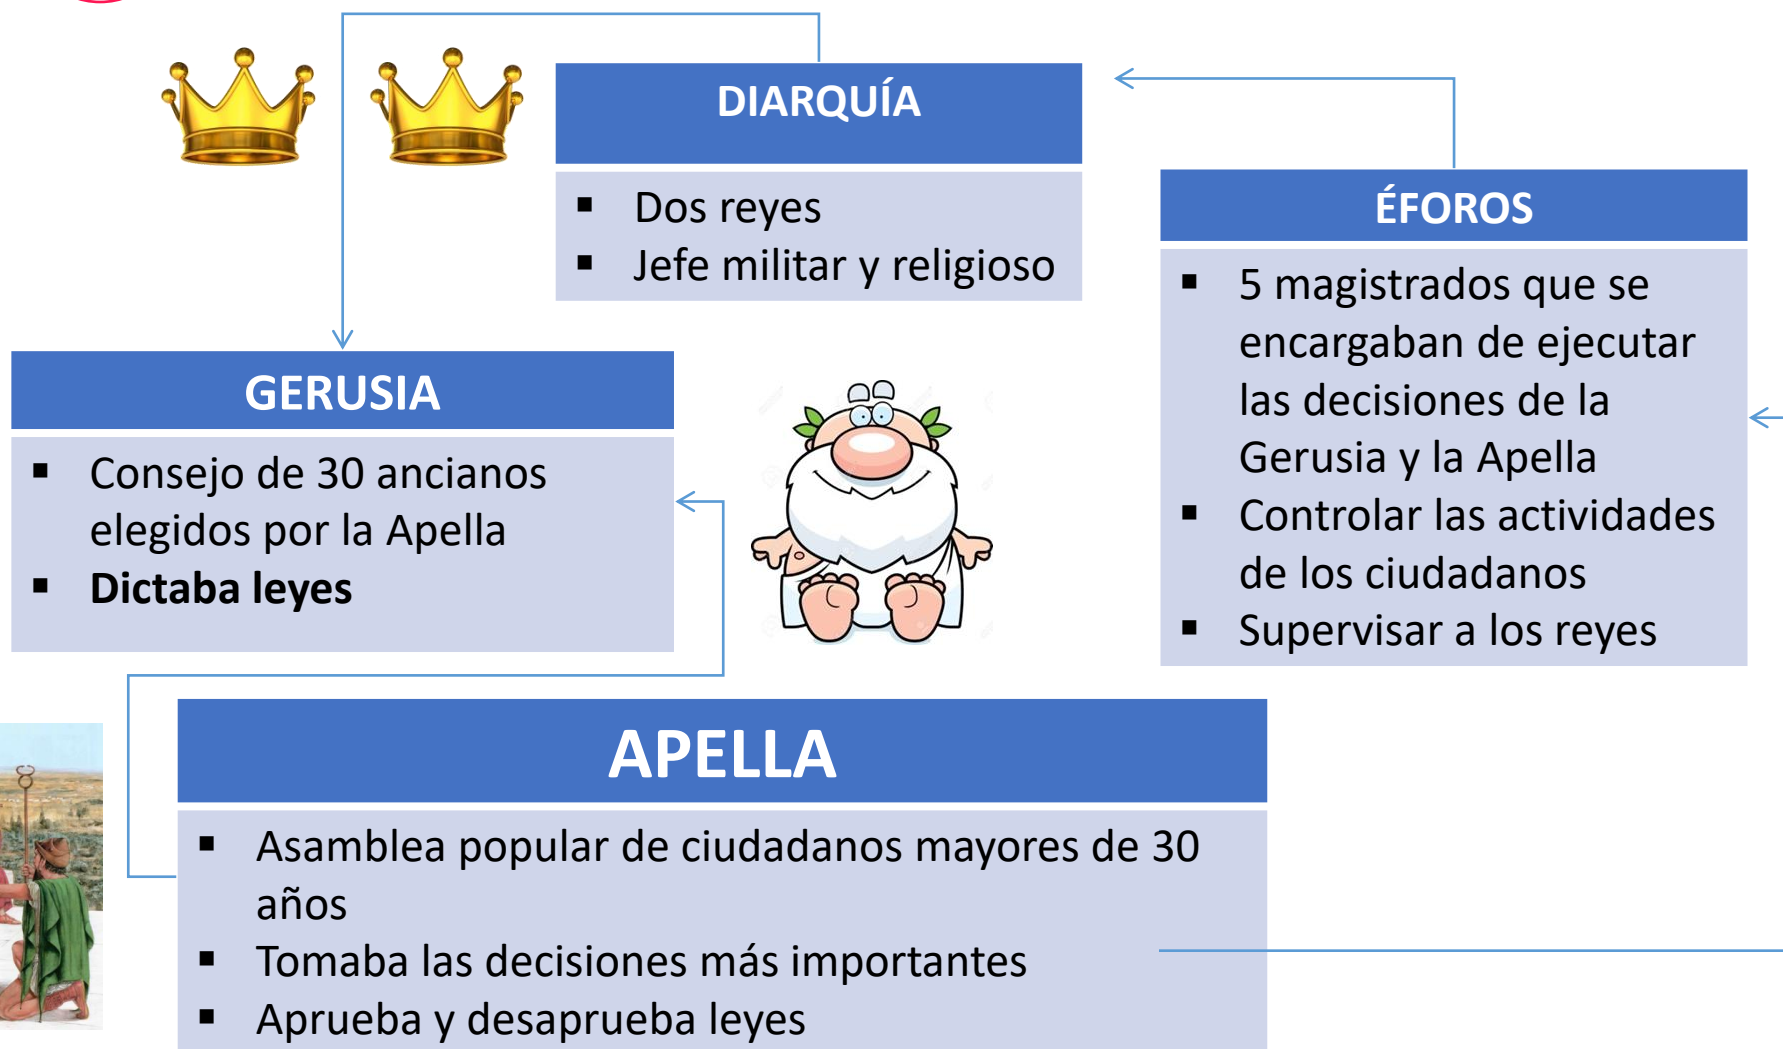 DIARQUÍA
▪ Dos reyes
▪ Jefe militar y religioso
ÉFOROS
▪ 5 magistrados que se
encargaban de ejecutar
las decisiones de la
Gerusia y la Apella
▪ Controlar las actividades
de los ciudadanos
▪ Supervisar a los reyes
GERUSIA
▪ Consejo de 30 ancianos
elegidos por la Apella
▪ Dictaba leyes
APELLA
▪ Asamblea popular de ciudadanos mayores de 30
años
▪ Tomaba las decisiones más importantes
▪ Aprueba y desaprueba leyes